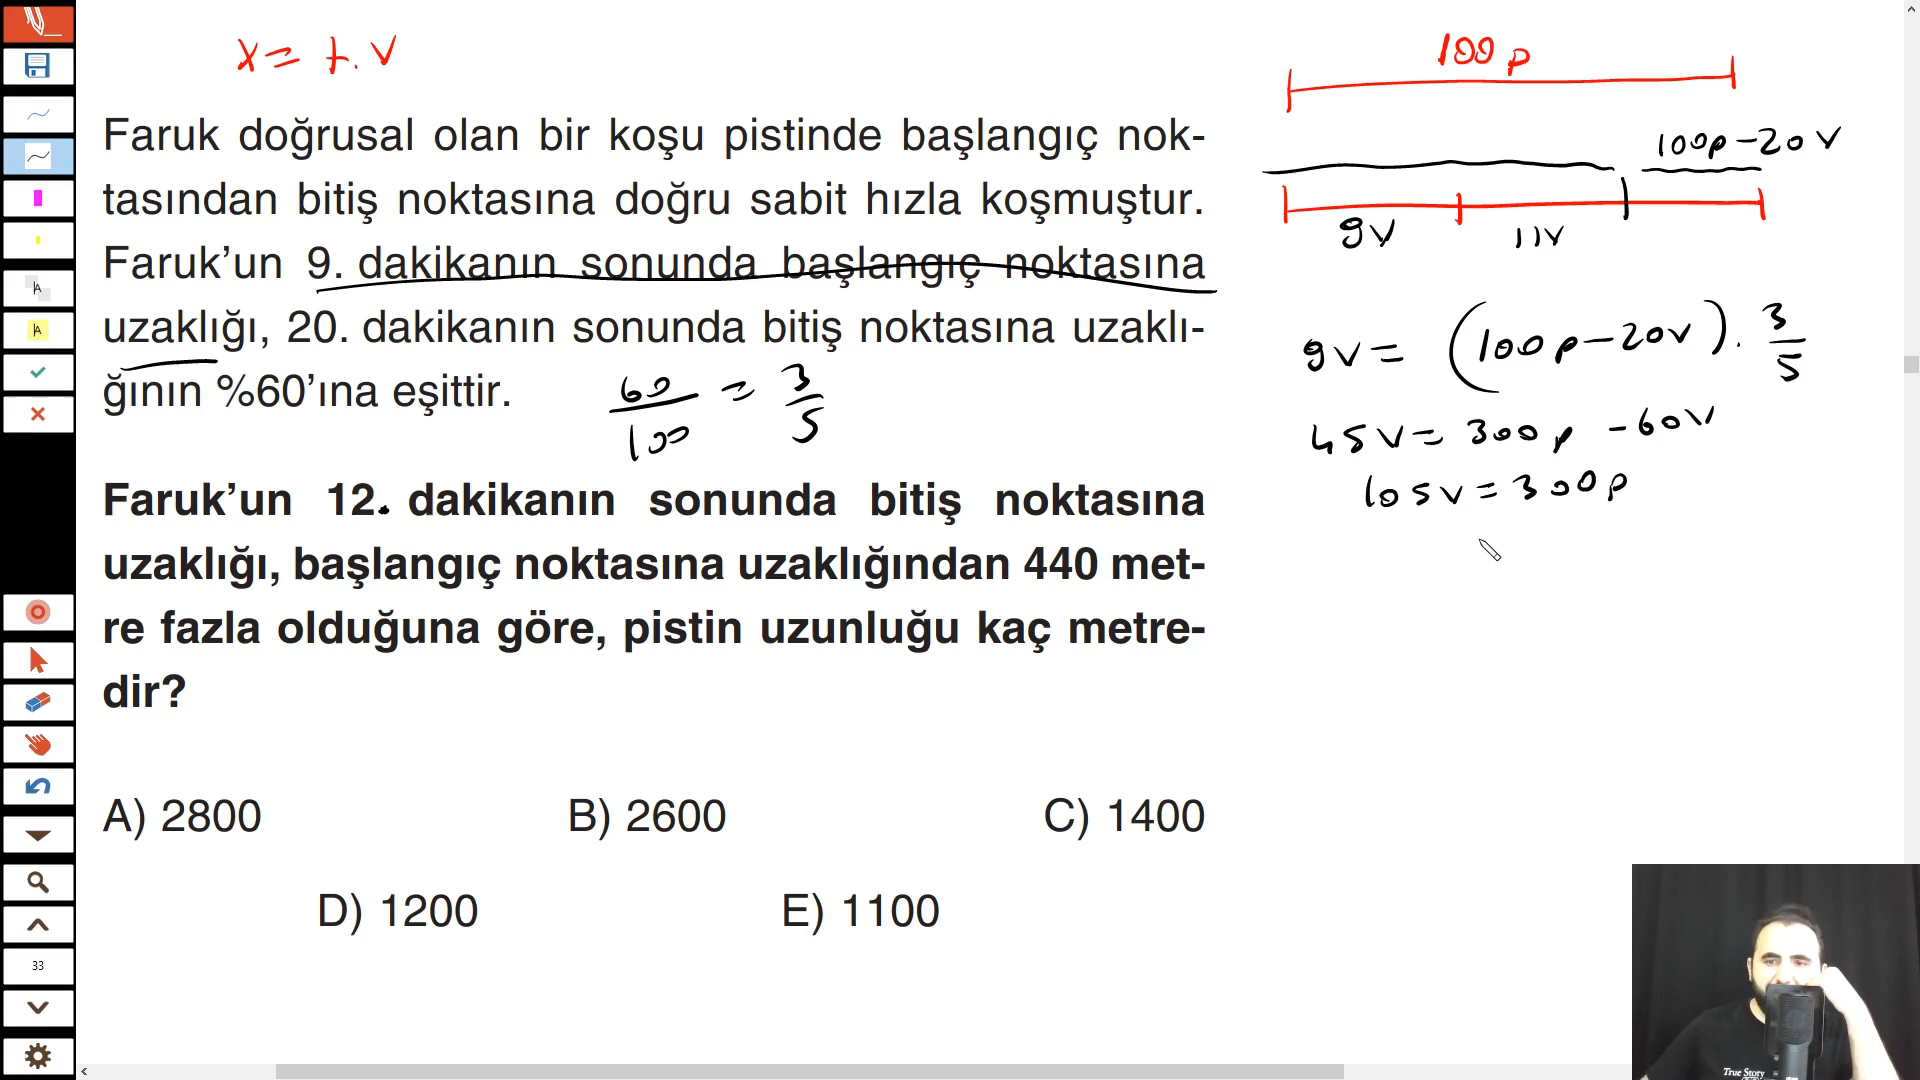 x = t.v
Faruk doğrusal olan bir koşu pistinde başlangıç nok-
tasından bitiş noktasına doğru sabit hızla koşmuştur.
Faruk'un 9. dakikanın sonunda başlangıç noktasına
uzaklığı, 20. dakikanın sonunda bitiş noktasına uzaklı-
ğının %60'ına eşittir.
60/100 = 3/5
Faruk'un 12. dakikanın sonunda bitiş noktasına
uzaklığı, başlangıç noktasına uzaklığından 440 met-
re fazla olduğuna göre, pistin uzunluğu kaç metre-
dir?
A) 2800 B) 2600 C) 1400
D) 1200 E) 1100
100p
100p-20v
9v 11v
9v = (100p-20v).3/5
45v = 300p -60v
105v = 300p
33
True Story